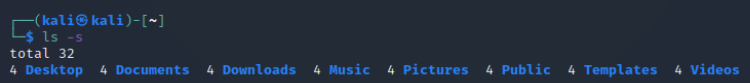 ┌──(kali㉿kali)-[~]
└─$ ls -s
total 32
4 Desktop  4 Documents  4 Downloads  4 Music  4 Pictures  4 Public  4 Templates  4 Videos